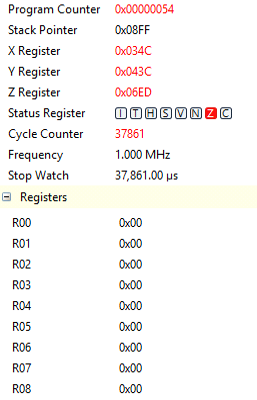 Program Counter 0x00000054
Stack Pointer 0x08FF
X Register 0x034C
Y Register 0x043C
Z Register 0x06ED
Status Register I T H S V N Z C
Cycle Counter 37861
Frequency 1.000 MHz
Stop Watch 37,861.00 µs
Registers
R00 0x00
R01 0x00
R02 0x00
R03 0x00
R04 0x00
R05 0x00
R06 0x00
R07 0x00
R08 0x00